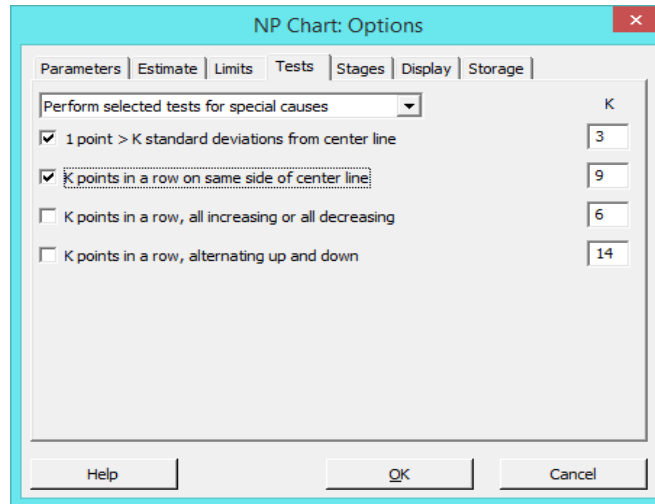 NP Chart: Options
Parameters Estimate Limits Tests Stages Display Storage
Perform selected tests for special causes K
1 point > K standard deviations from center line 3
K points in a row on same side of center line 9
K points in a row, all increasing or all decreasing 6
K points in a row, alternating up and down 14
Help OK Cancel